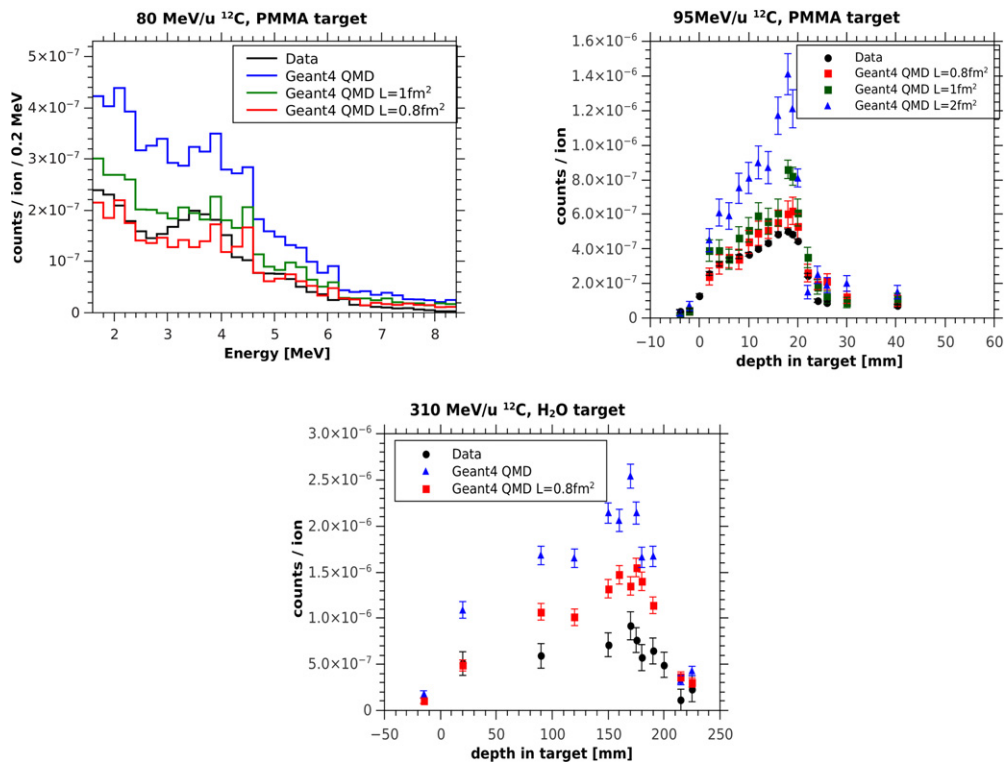 80 MeV/u ¹²C, PMMA target
5×10⁻⁷
4×10⁻⁷
3×10⁻⁷
2×10⁻⁷
1×10⁻⁷
0
counts / ion / 0.2 MeV
Data
Geant4 QMD
Geant4 QMD L=1fm²
Geant4 QMD L=0.8fm²
2 3 4 5 6 7 8
Energy [MeV]
95MeV/u ¹²C, PMMA target
1.6×10⁻⁶
1.4×10⁻⁶
1.2×10⁻⁶
1.0×10⁻⁶
8.0×10⁻⁷
6.0×10⁻⁷
4.0×10⁻⁷
2.0×10⁻⁷
0
counts / ion
Data
Geant4 QMD L=0.8fm²
Geant4 QMD L=1fm²
Geant4 QMD L=2fm²
−10 0 10 20 30 40 50 60
depth in target [mm]
310 MeV/u ¹²C, H₂O target
3.0×10⁻⁶
2.5×10⁻⁶
2.0×10⁻⁶
1.5×10⁻⁶
1.0×10⁻⁶
5.0×10⁻⁷
0
counts / ion
Data
Geant4 QMD
Geant4 QMD L=0.8fm²
−50 0 50 100 150 200 250
depth in target [mm]